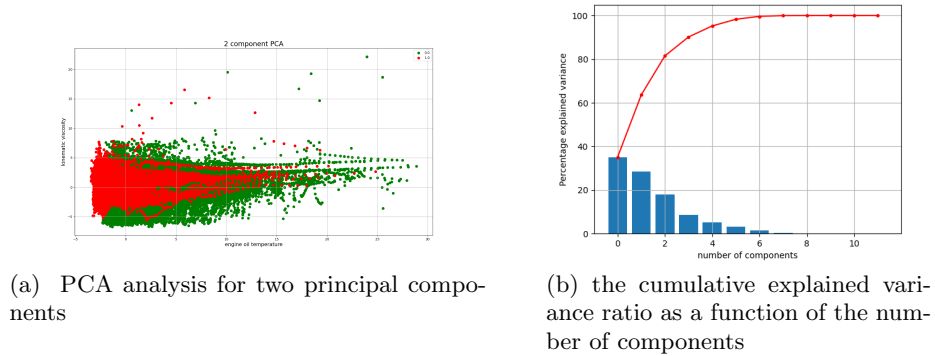 2 component PCA
0.0
1.0
20
15
10
5
0
-5
kinematic viscosity
-5
0
5
10
15
20
25
30
engine oil temperature
100
80
60
40
20
0
Percentage explained variance
0
2
4
6
8
10
number of components
(a) PCA analysis for two principal compo-
nents
(b) the cumulative explained vari-
ance ratio as a function of the num-
ber of components